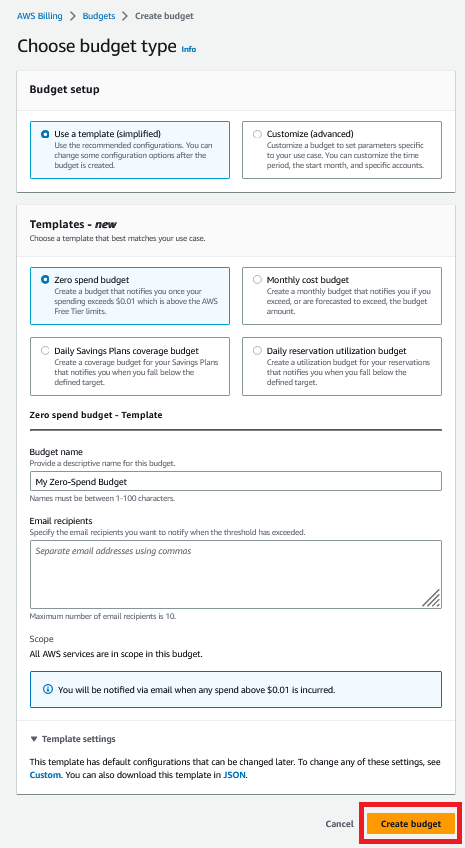 AWS Billing > Budgets > Create budget
Choose budget type Info
Budget setup
Use a template (simplified)
Use the recommended configurations. You can
change some configuration options after the
budget is created.
Customize (advanced)
Customize a budget to set parameters specific
to your use case. You can customize the time
period, the start month, and specific accounts.
Templates - new
Choose a template that best matches your use case.
Zero spend budget
Create a budget that notifies you once your
spending exceeds $0.01 which is above the AWS
Free Tier limits.
Monthly cost budget
Create a monthly budget that notifies you if you
exceed, or are forecasted to exceed, the budget
amount.
Daily Savings Plans coverage budget
Create a coverage budget for your Savings Plans
that notifies you when you fall below the
defined target.
Daily reservation utilization budget
Create a utilization budget for your reservations
that notifies you when you fall below the
defined target.
Zero spend budget - Template
Budget name
Provide a descriptive name for this budget.
My Zero-Spend Budget
Names must be between 1-100 characters.
Email recipients
Specify the email recipients you want to notify when the threshold has exceeded.
Separate email addresses using commas
Maximum number of email recipients is 10.
Scope
All AWS services are in scope in this budget.
You will be notified via email when any spend above $0.01 is incurred.
Template settings
This template has default configurations that can be changed later. To change any of these settings, see
Custom. You can also download this template in JSON.
Cancel
Create budget